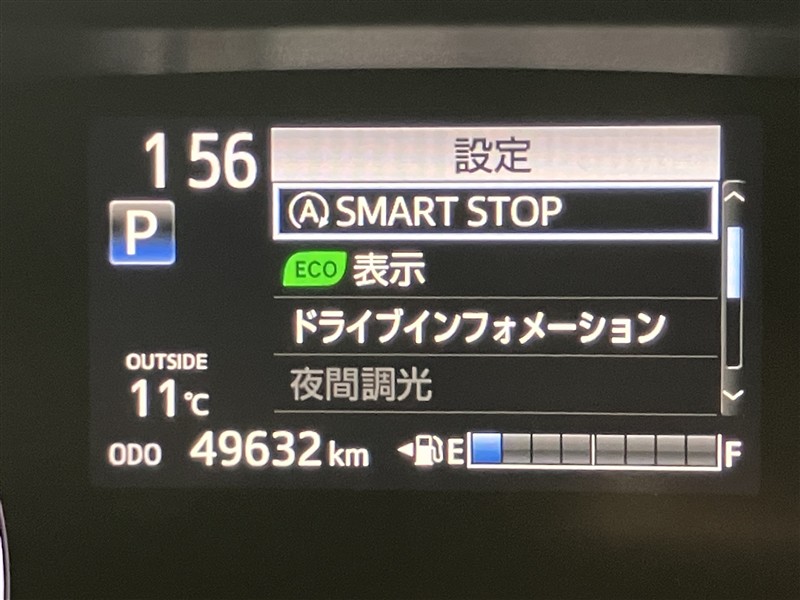 1 56
設定
P
A SMART STOP
ECO 表示
ドライブインフォメーション
夜間調光
OUTSIDE
11℃
ODO 49632 km
E F